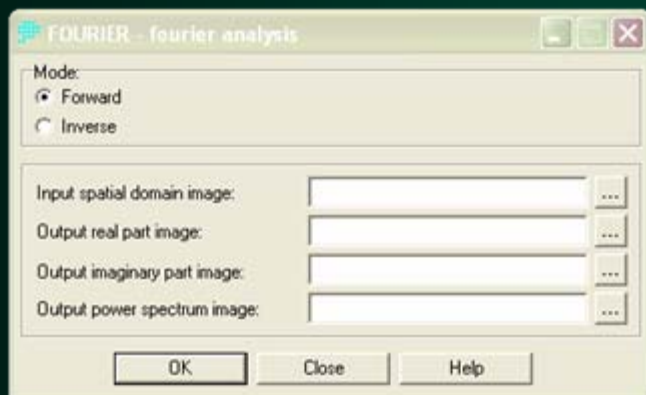 FOURIER - fourier analysis
Mode:
Forward
Inverse
Input spatial domain image:
...
Output real part image:
...
Output imaginary part image:
...
Output power spectrum image:
...
OK Close Help